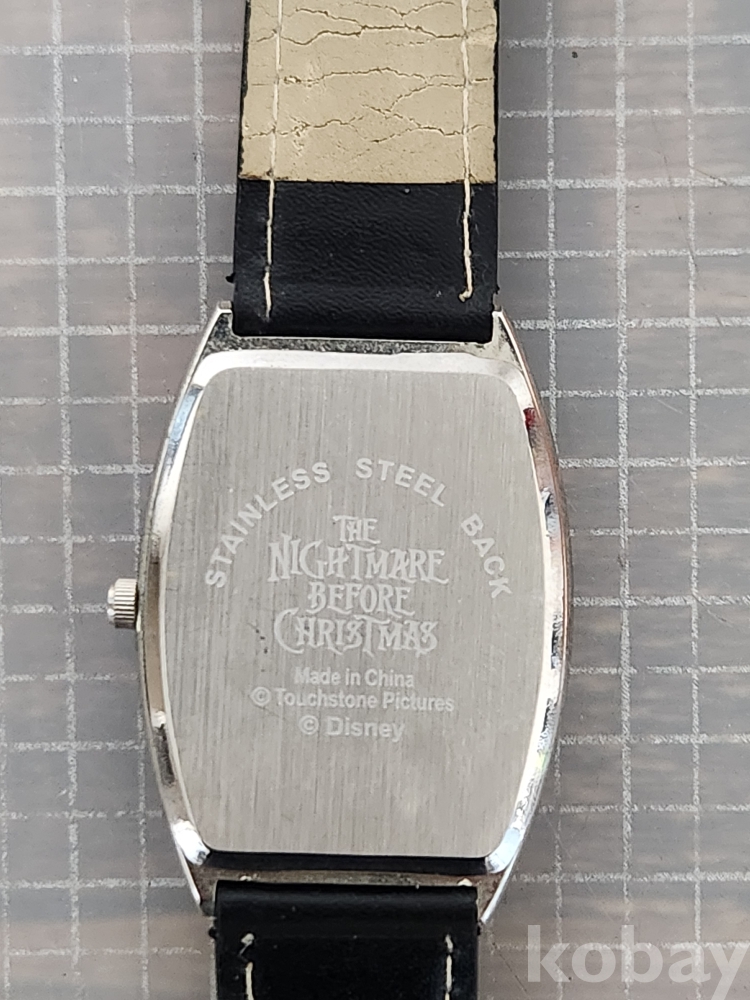 STAINLESS STEEL BACK
THE
NIGHTMARE
BEFORE
CHRISTMAS
Made in China
© Touchstone Pictures
© Disney
kobay